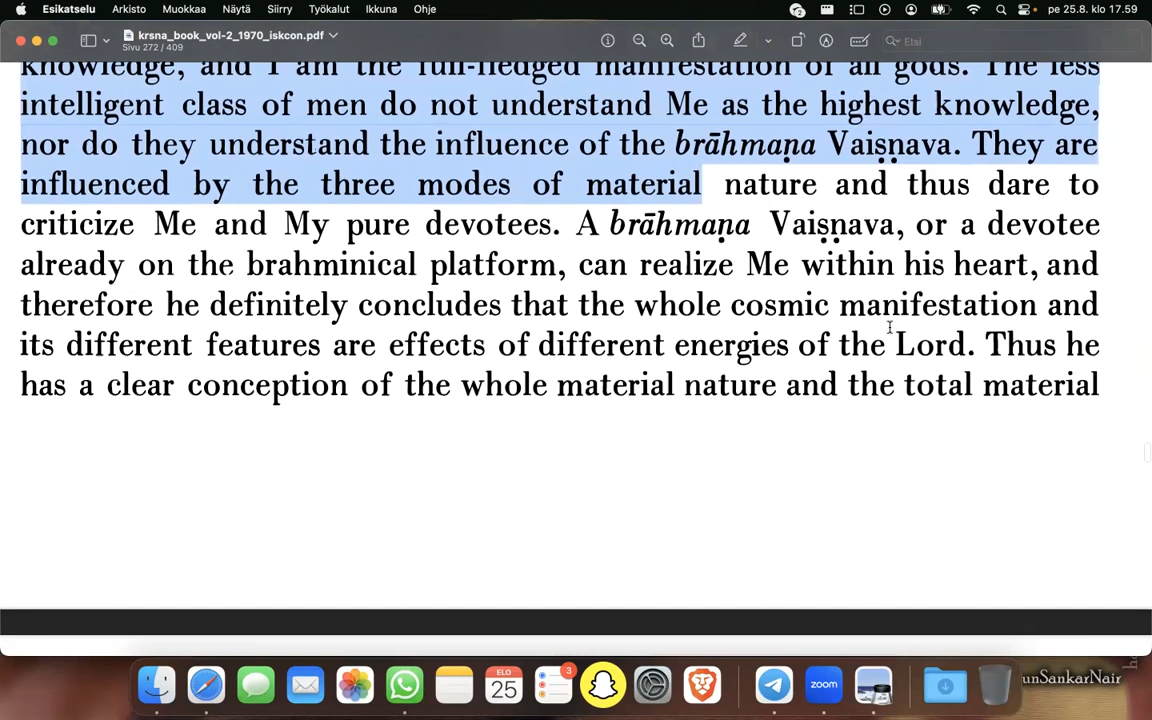 Esikatselu Arkisto Muokkaa Näytä Siirry Työkalut Ikkuna Ohje pe 25.8. klo 17.59
krsna_book_vol-2_1970_iskcon.pdf
Sivu 272 / 409
Etsi
knowledge, and I am the full-fledged manifestation of all gods. The less
intelligent class of men do not understand Me as the highest knowledge,
nor do they understand the influence of the brāhmaṇa Vaiṣṇava. They are
influenced by the three modes of material nature and thus dare to
criticize Me and My pure devotees. A brāhmaṇa Vaiṣṇava, or a devotee
already on the brahminical platform, can realize Me within his heart, and
therefore he definitely concludes that the whole cosmic manifestation and
its different features are effects of different energies of the Lord. Thus he
has a clear conception of the whole material nature and the total material
ELO
25
3
zoom
unSankarNair